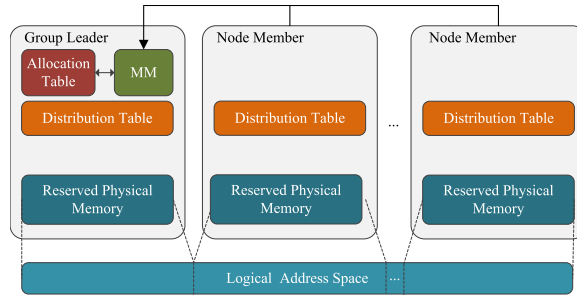 Group Leader
Node Member
Node Member
Allocation
Table
MM
Distribution Table
Distribution Table
...
Distribution Table
Reserved Physical
Memory
Reserved Physical
Memory
Reserved Physical
Memory
Logical Address Space
...